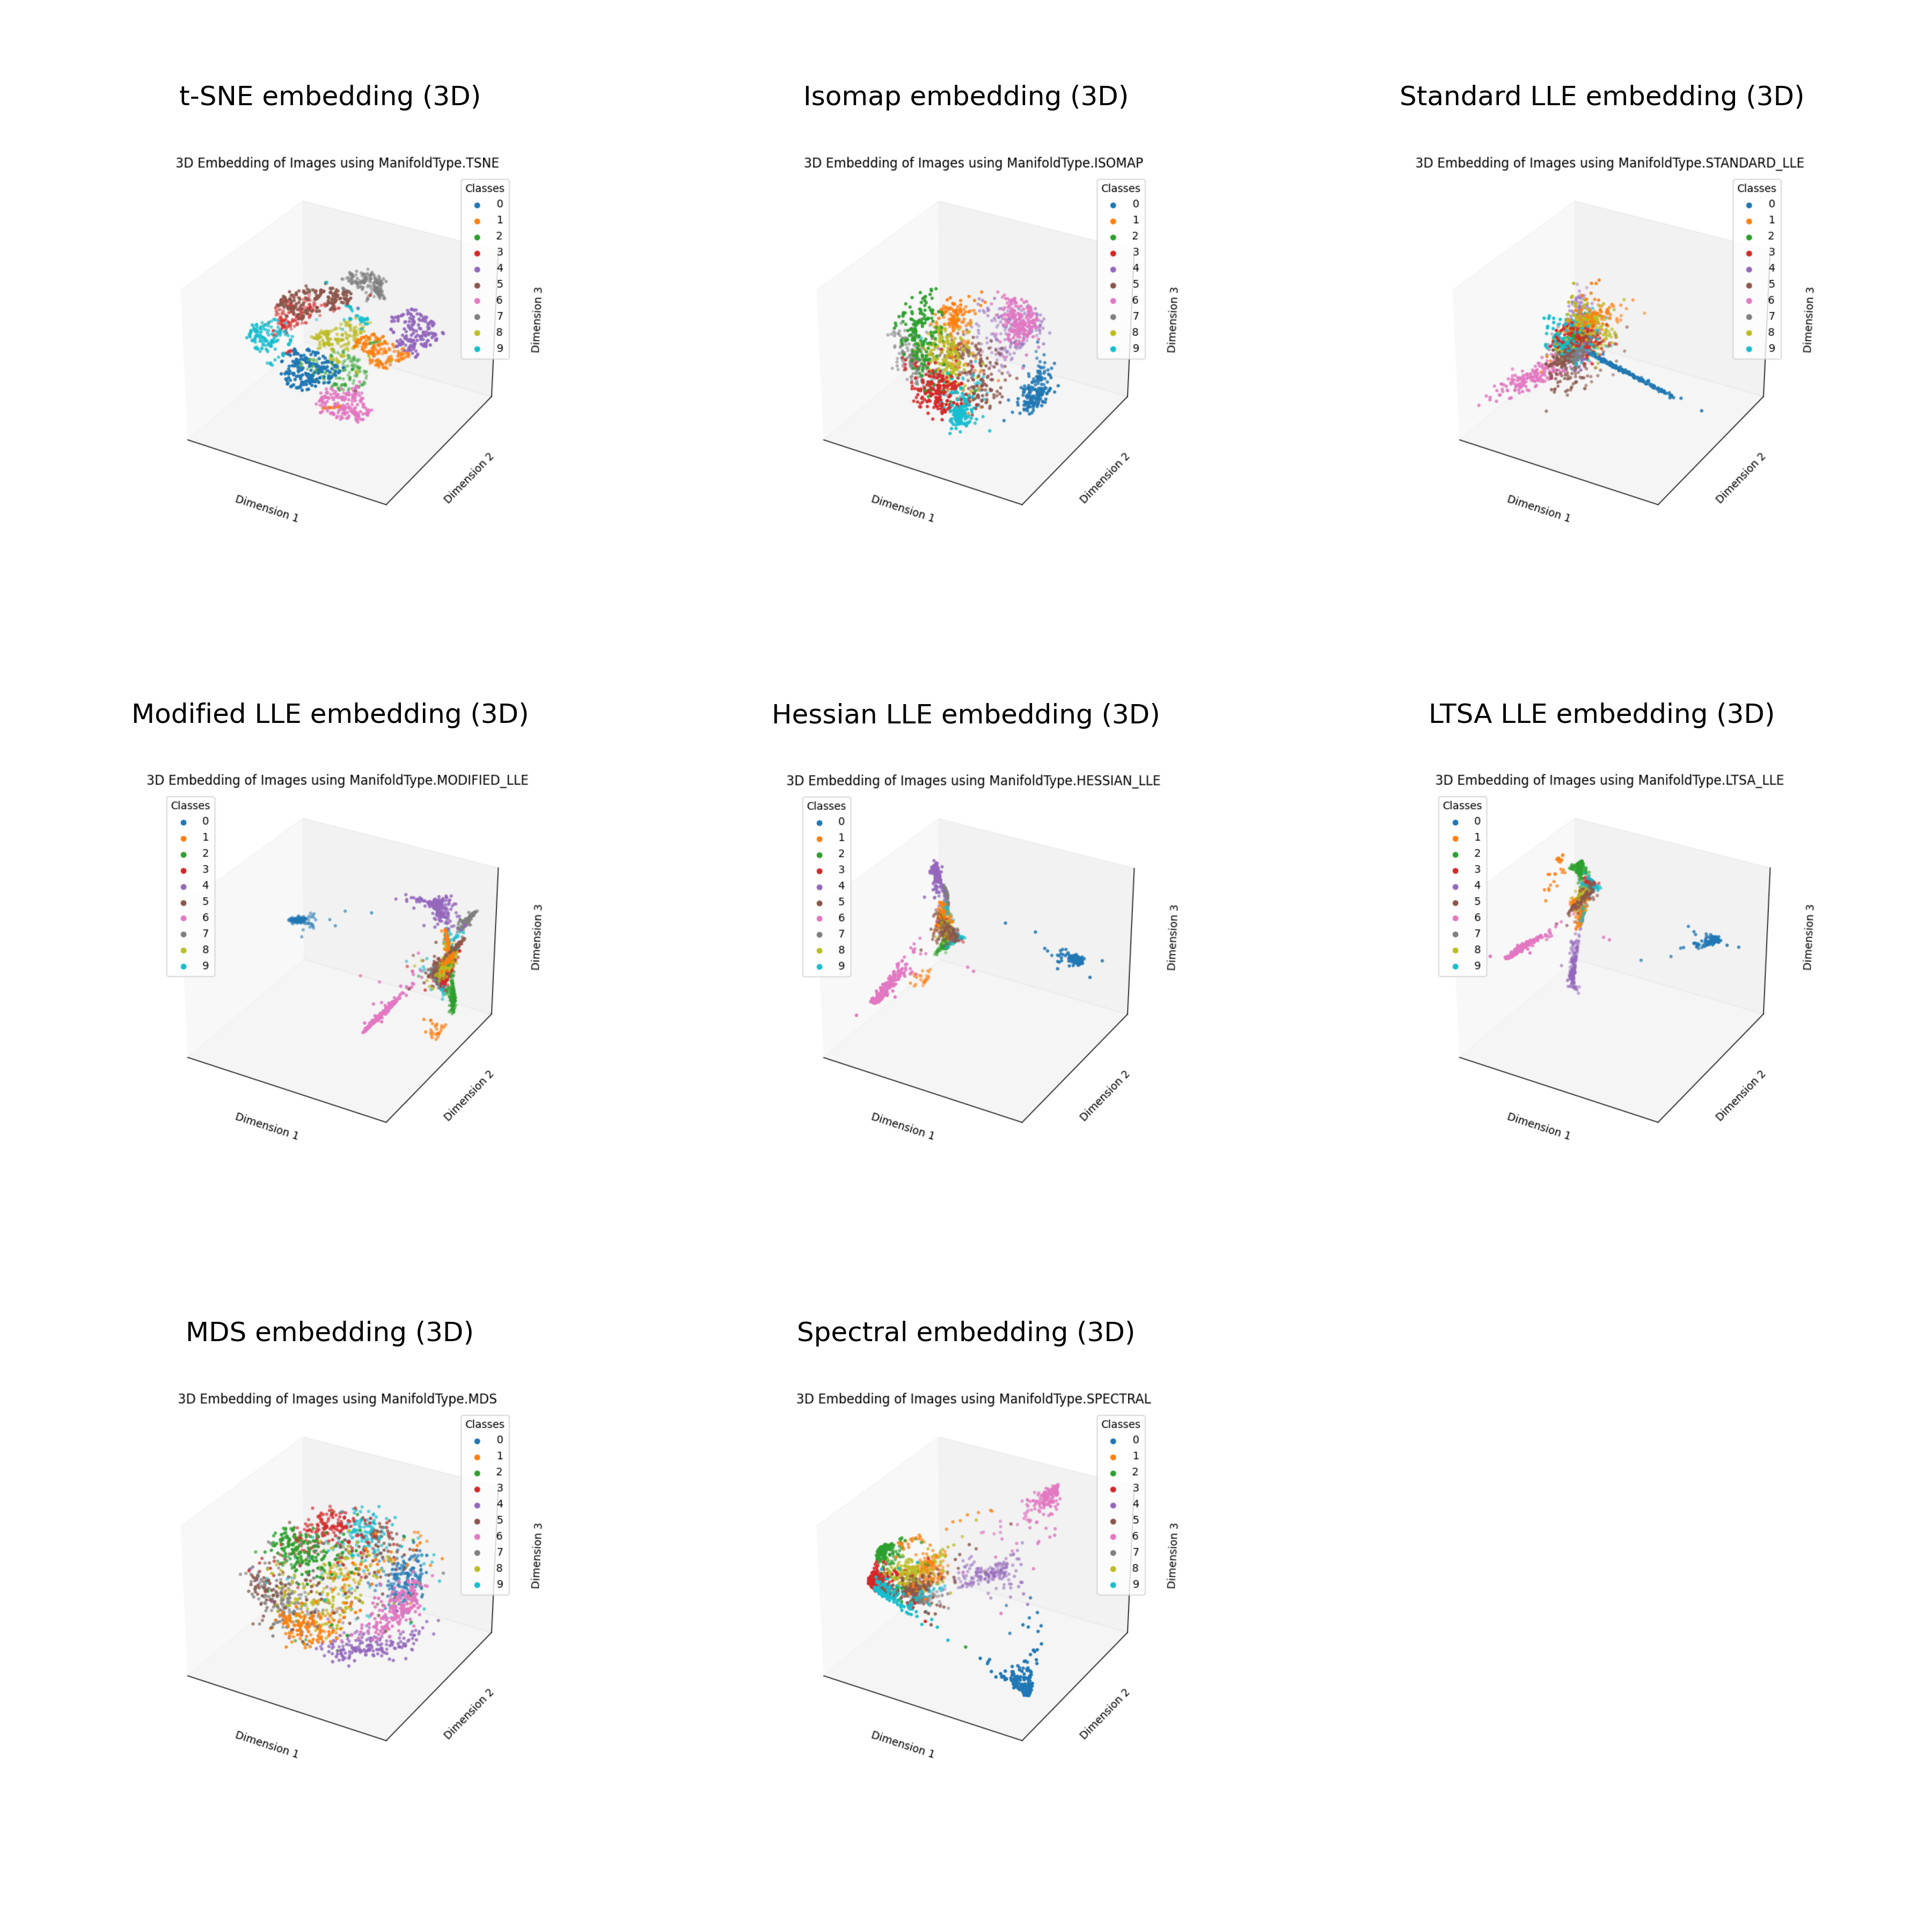 t-SNE embedding (3D)
3D Embedding of Images using ManifoldType.TSNE
Classes
0
1
2
3
4
5
6
7
8
9
Dimension 3
Dimension 2
Dimension 1
Isomap embedding (3D)
3D Embedding of Images using ManifoldType.ISOMAP
Classes
0
1
2
3
4
5
6
7
8
9
Dimension 3
Dimension 2
Dimension 1
Standard LLE embedding (3D)
3D Embedding of Images using ManifoldType.STANDARD_LLE
Classes
0
1
2
3
4
5
6
7
8
9
Dimension 3
Dimension 2
Dimension 1
Modified LLE embedding (3D)
3D Embedding of Images using ManifoldType.MODIFIED_LLE
Classes
0
1
2
3
4
5
6
7
8
9
Dimension 3
Dimension 2
Dimension 1
Hessian LLE embedding (3D)
3D Embedding of Images using ManifoldType.HESSIAN_LLE
Classes
0
1
2
3
4
5
6
7
8
9
Dimension 3
Dimension 2
Dimension 1
LTSA LLE embedding (3D)
3D Embedding of Images using ManifoldType.LTSA_LLE
Classes
0
1
2
3
4
5
6
7
8
9
Dimension 3
Dimension 2
Dimension 1
MDS embedding (3D)
3D Embedding of Images using ManifoldType.MDS
Classes
0
1
2
3
4
5
6
7
8
9
Dimension 3
Dimension 2
Dimension 1
Spectral embedding (3D)
3D Embedding of Images using ManifoldType.SPECTRAL
Classes
0
1
2
3
4
5
6
7
8
9
Dimension 3
Dimension 2
Dimension 1